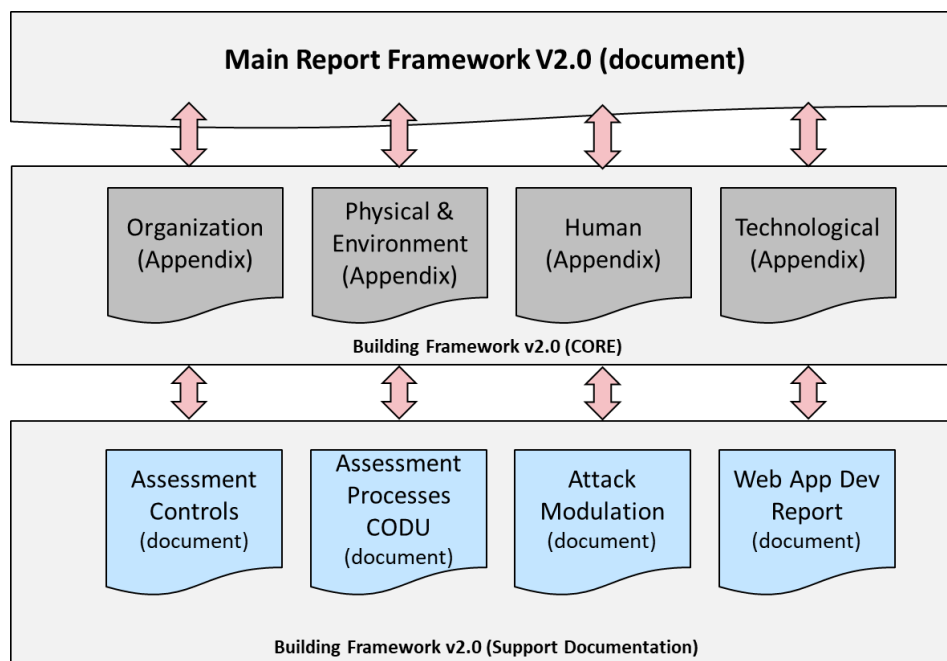 Main Report Framework V2.0 (document)
Organization
(Appendix)
Physical &
Environment
(Appendix)
Human
(Appendix)
Technological
(Appendix)
Building Framework v2.0 (CORE)
Assessment
Controls
(document)
Assessment
Processes
CODU
(document)
Attack
Modulation
(document)
Web App Dev
Report
(document)
Building Framework v2.0 (Support Documentation)